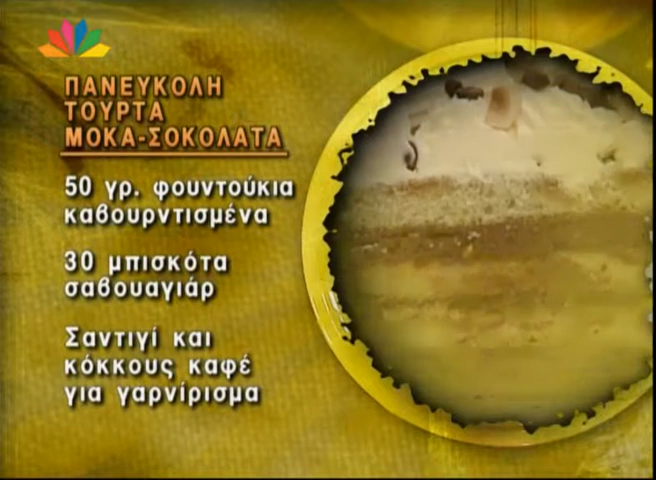 ΠΑΝΕΥΚΟΛΗ
ΤΟΥΡΤΑ
ΜΟΚΑ-ΣΟΚΟΛΑΤΑ
50 γρ. φουντούκια
καβουρντισμένα
30 μπισκότα
σαβουαγιάρ
Σαντιγί και
κόκκους καφέ
για γαρνίρισμα